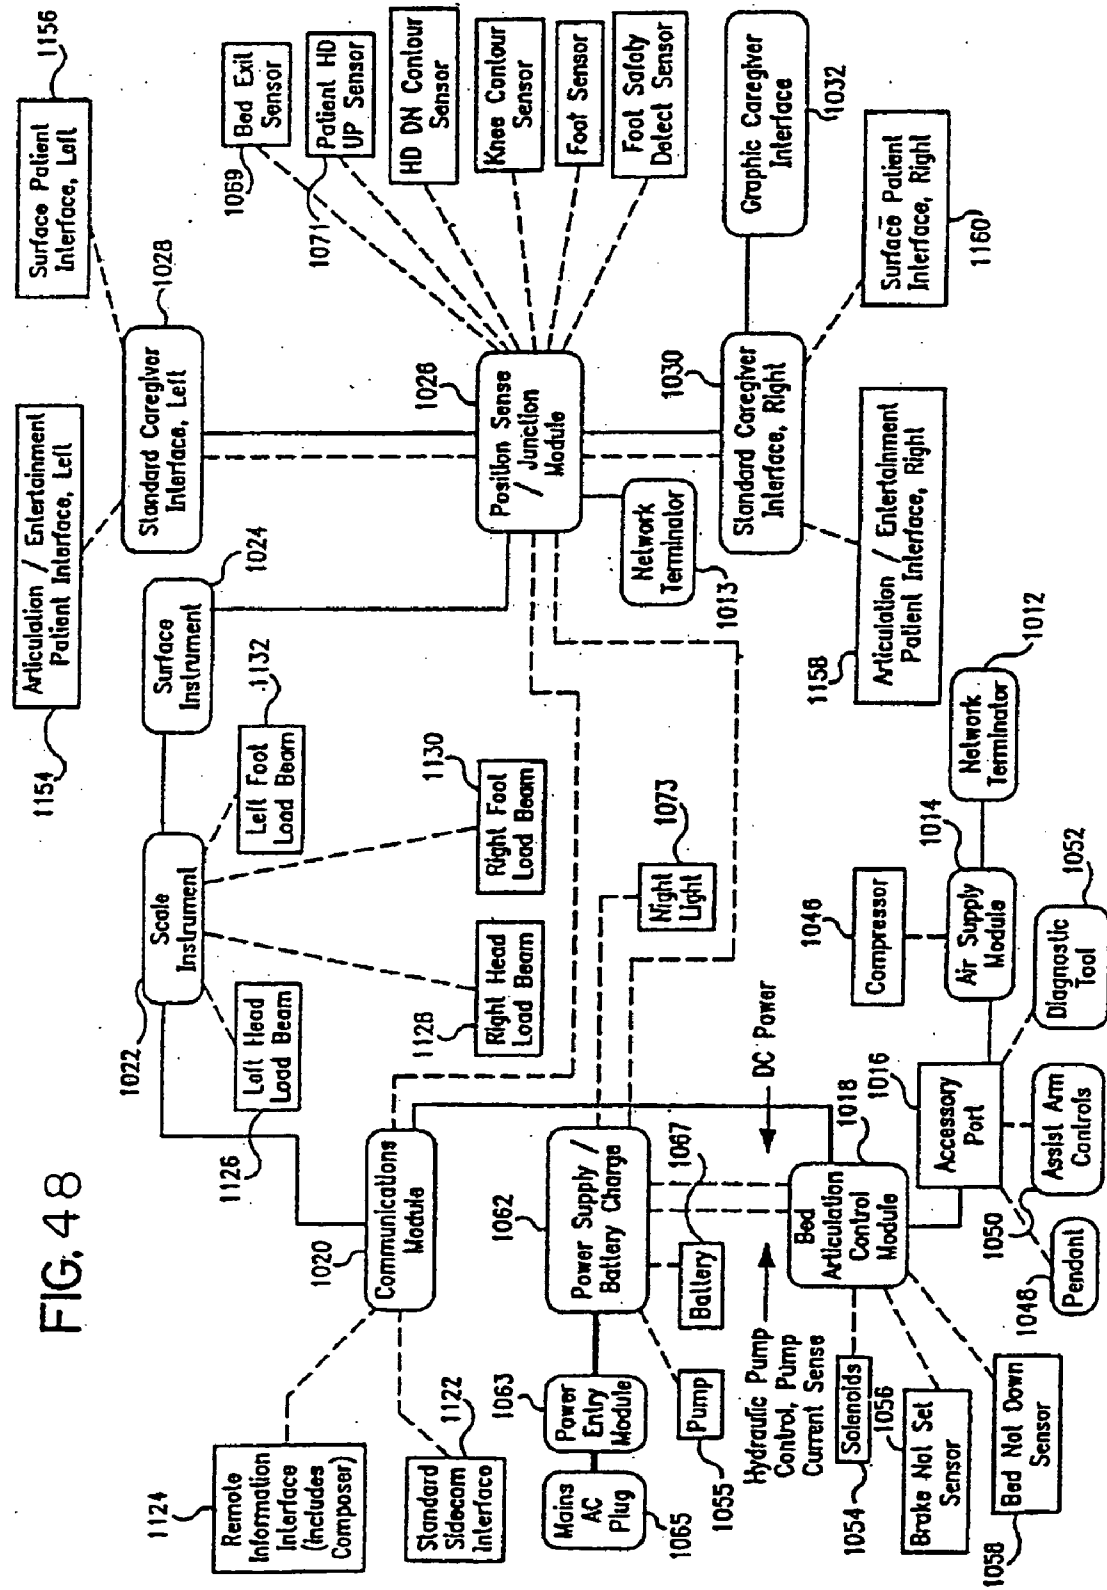 FIG. 48
1124
Remote
Information
Interface
(includes
Composer)
Standard
Sidecom
Interface
1122
1020
Communications
Module
1022
Scale
Instrument
Left Head
Load Beam
1126
Right Head
Load Beam
1128
Right Foot
Load Beam
1130
Left Foot
Load Beam
1132
Surface
Instrument
1024
1154
Articulation / Entertainment
Patient Interface, Left
Surface Patient
Interface, Left
1156
Standard Caregiver
Interface, Left
1028
Bed Exit
Sensor
1069
Patient HD
UP Sensor
1071
HD DN Contour
Sensor
Knee Contour
Sensor
Foot Sensor
Foot Safety
Detect Sensor
1026
Position Sense
/ Junction
Module
Network
Terminator
1013
1030
Standard Caregiver
Interface, Right
Graphic Caregiver
Interface
1032
1158
Articulation / Entertainment
Patient Interface, Right
Surface Patient
Interface, Right
1160
Mains
AC
Plug
1065
1063
Power
Entry
Module
1062
Power Supply /
Battery Charge
Pump
1055
Battery
1067
Night
Light
1073
Hydraulic Pump
Control, Pump
Current Sense
DC Power
Bed
Articulation
Control
Module
1018
Solenoids
1054
1056
Brake Not Set
Sensor
Bed Not Down
Sensor
1058
1016
Accessory
Port
1048
Pendant
1050
Assist Arm
Controls
Diagnostic
Tool
1052
1046
Compressor
1014
Air Supply
Module
Network
Terminator
1012